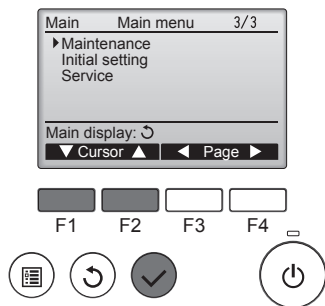 Main Main menu 3/3
Maintenance
Initial setting
Service
Main display:
Cursor Page
F1 F2 F3 F4